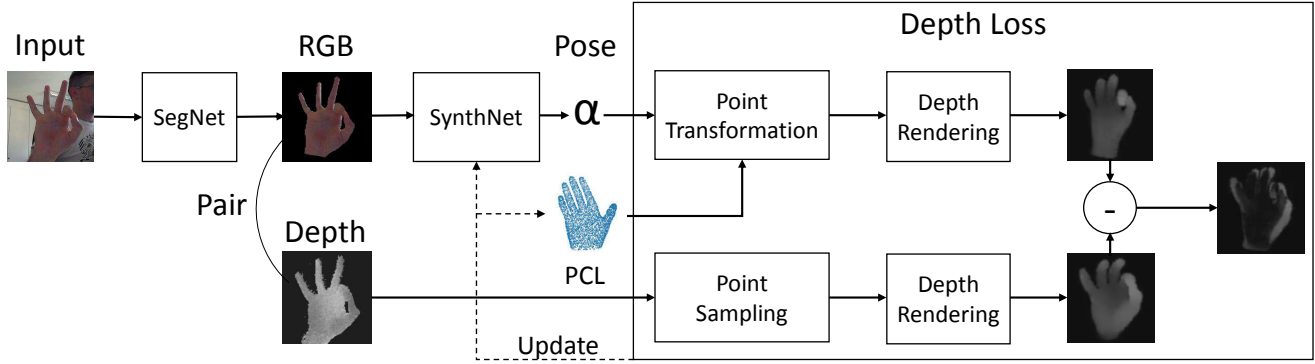 Depth Loss
Input
RGB
Pose
SegNet
SynthNet
α
Point
Transformation
Depth
Rendering
Pair
-
Depth
PCL
Point
Sampling
Depth
Rendering
Update